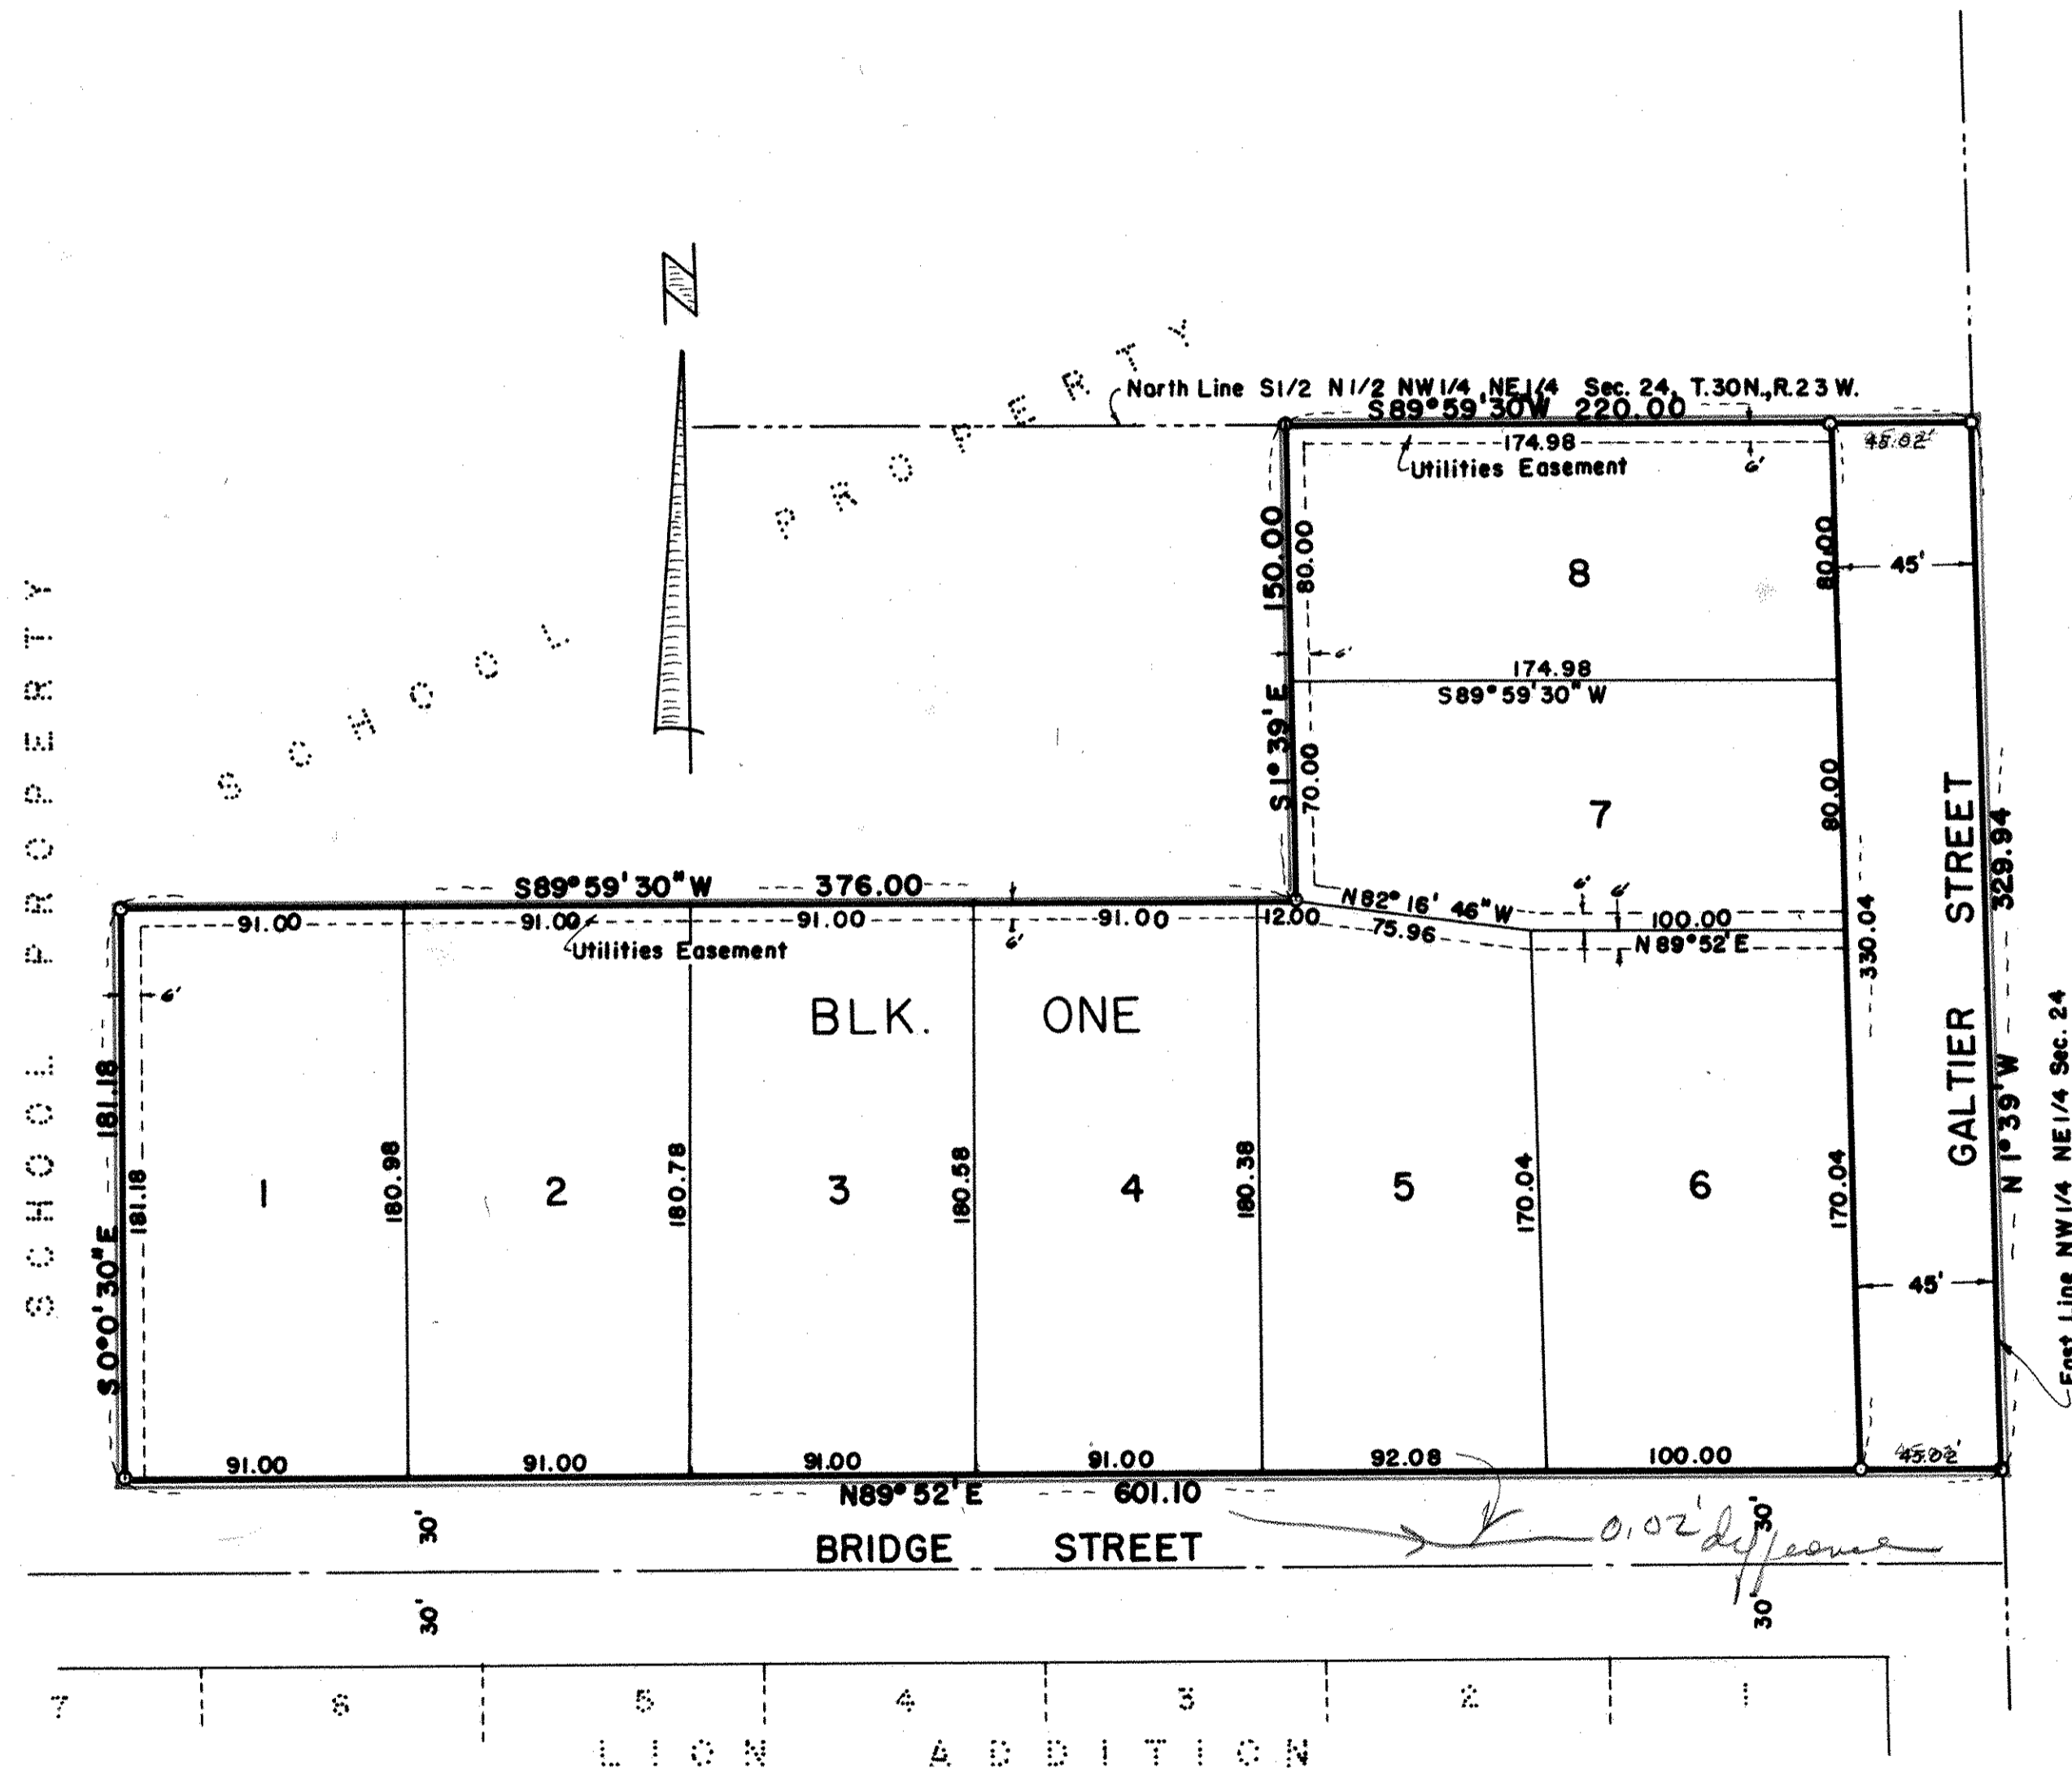 N
SCHOOL PROPERTY
North Line S1/2 N1/2 NW1/4 NE1/4 Sec. 24, T.30N.,R.23W.
S89°59'30W 220.00
174.98
45.02'
Utilities Easement
6'
150.00
80.00
8
80.00
45'
6'
174.98
S89°59'30"W
S1°39'E
70.00
7
80.00
SCHOOL PROPERTY
GALTIER STREET
329.94
N1°39'W
East Line NW1/4 NE1/4 Sec. 24
S89°59'30"W 376.00
91.00
91.00
91.00
91.00
12.00
N82°16'46"W
75.96
6'
6'
100.00
N89°52'E
330.04
Utilities Easement
6'
6'
BLK. ONE
S0°0'30"E 181.18
181.18
1
180.98
2
180.78
3
180.58
4
180.38
5
170.04
6
170.04
45'
91.00
91.00
91.00
91.00
92.08
100.00
45.02'
N89°52'E 601.10
30'
BRIDGE STREET
0.02' difference
30'
30'
30'
7 6 5 4 3 2 1
LION ADDITION